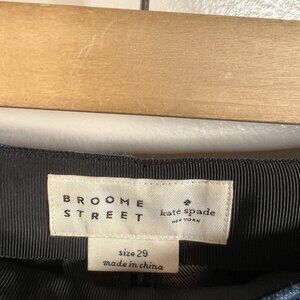 BROOME
STREET
kate spade
NEW YORK
size 29
made in china